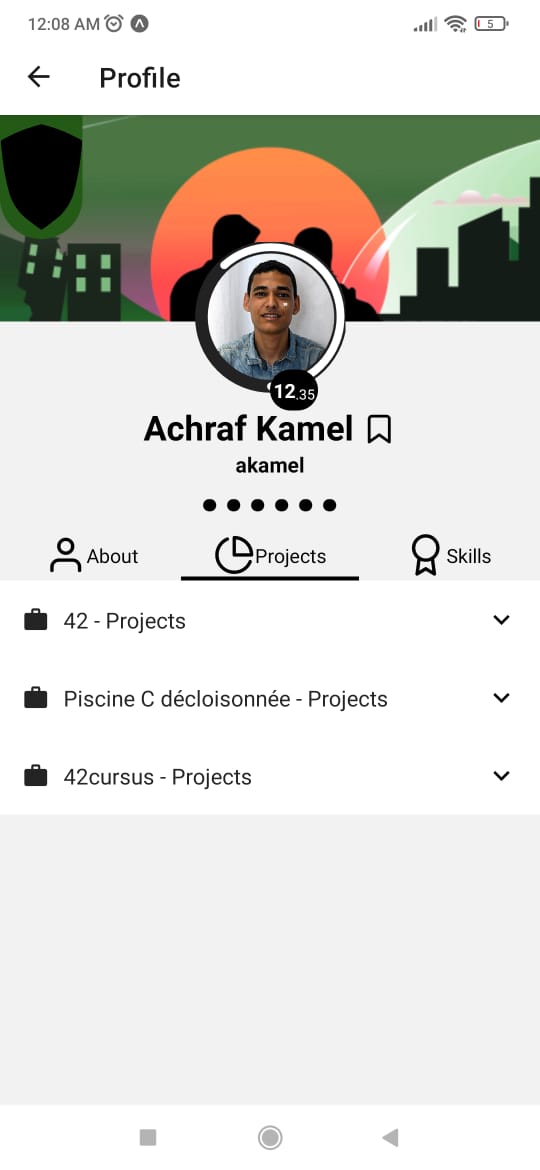 12:08 AM
5
Profile
12.35
Achraf Kamel
akamel
About
Projects
Skills
42 - Projects
Piscine C décloisonnée - Projects
42cursus - Projects